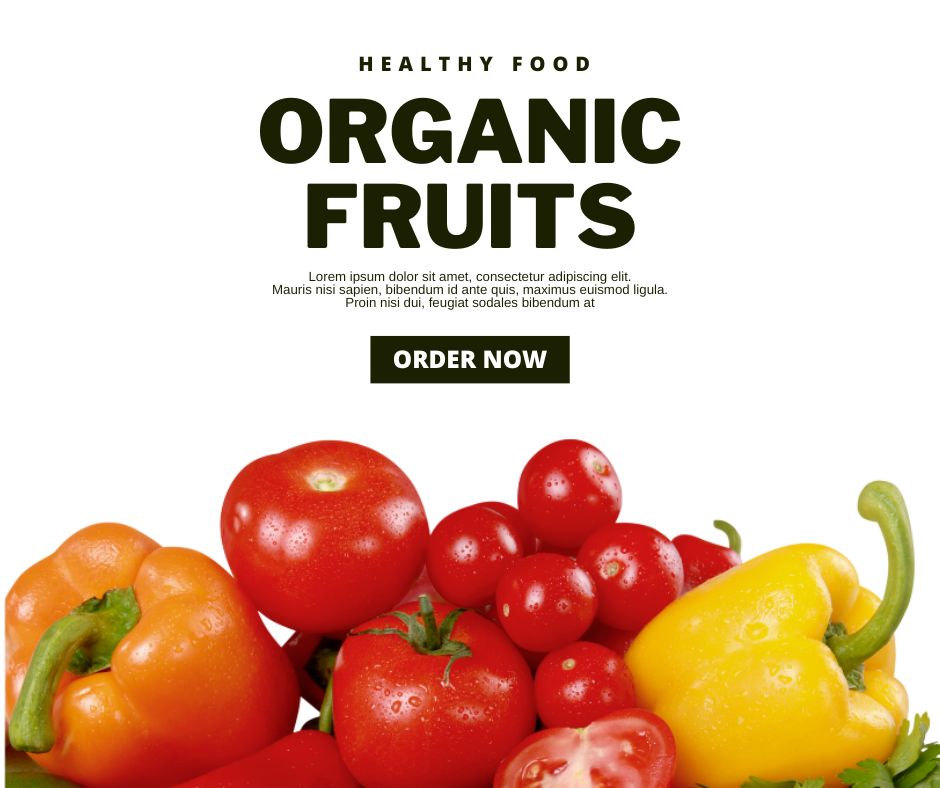 HEALTHY FOOD
ORGANIC
FRUITS
Lorem ipsum dolor sit amet, consectetur adipiscing elit.
Mauris nisi sapien, bibendum id ante quis, maximus euismod ligula.
Proin nisi dui, feugiat sodales bibendum at
ORDER NOW